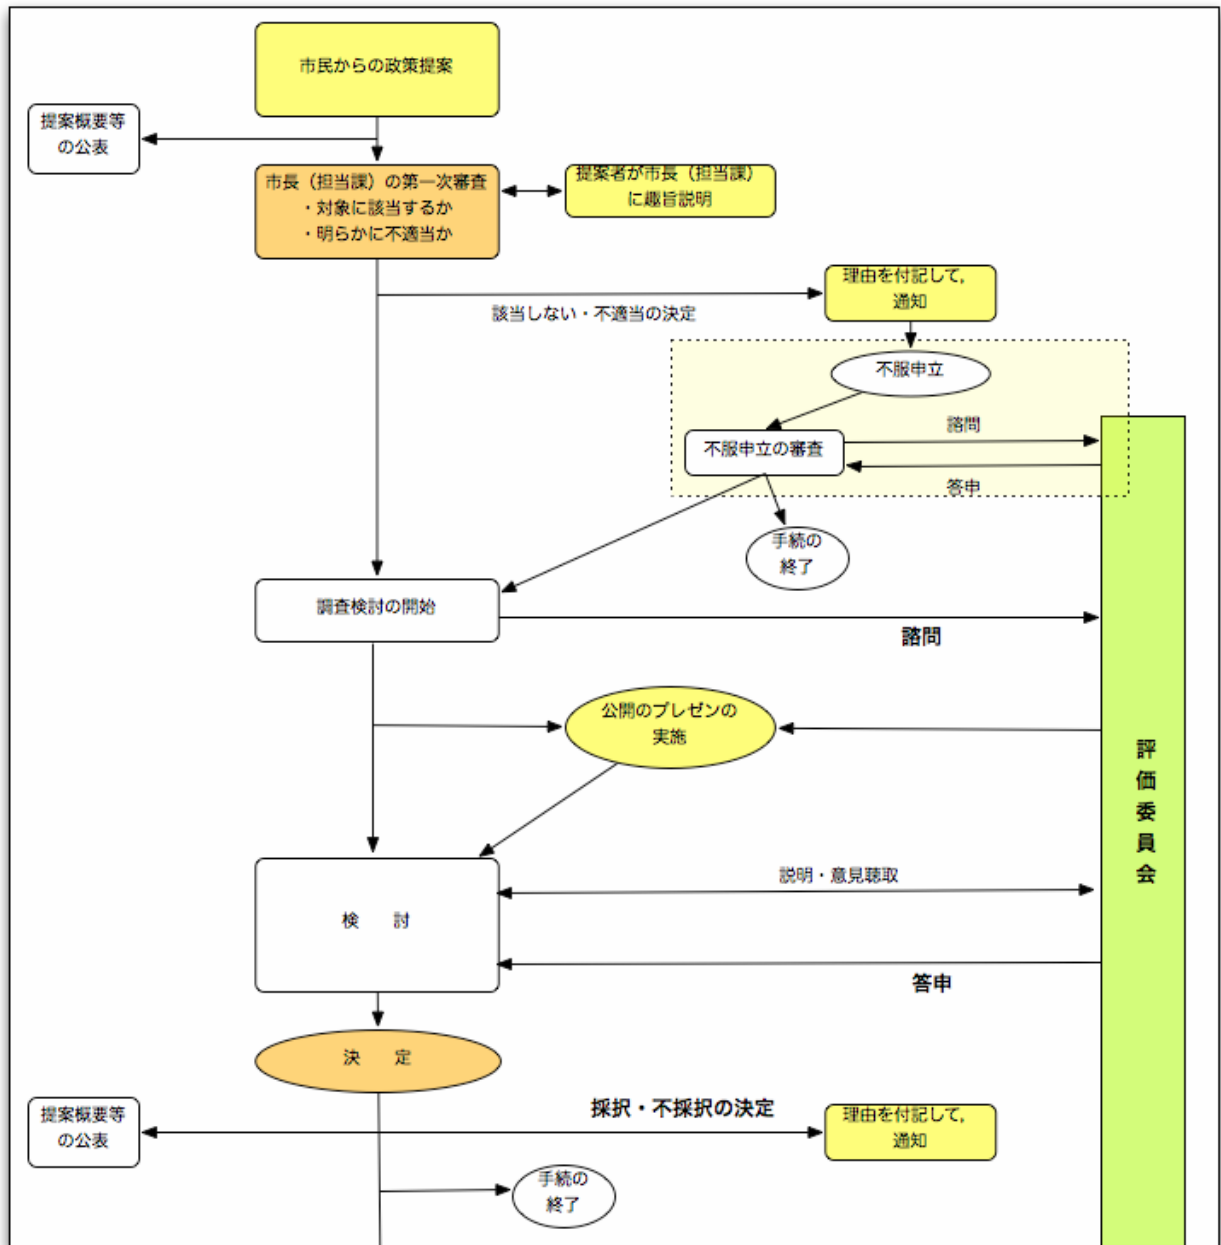 市民からの政策提案
提案概要等
の公表
市長（担当課）の第一次審査
・対象に該当するか
・明らかに不適当か
提案者が市長（担当課）
に趣旨説明
理由を付記して,
通知
該当しない・不適当の決定
不服申立
諮問
不服申立の審査
答申
手続の
終了
調査検討の開始
諮問
公開のプレゼンの
実施
評価委員会
説明・意見聴取
検　　討
答申
決　　定
採択・不採択の決定
提案概要等
の公表
理由を付記して,
通知
手続の
終了